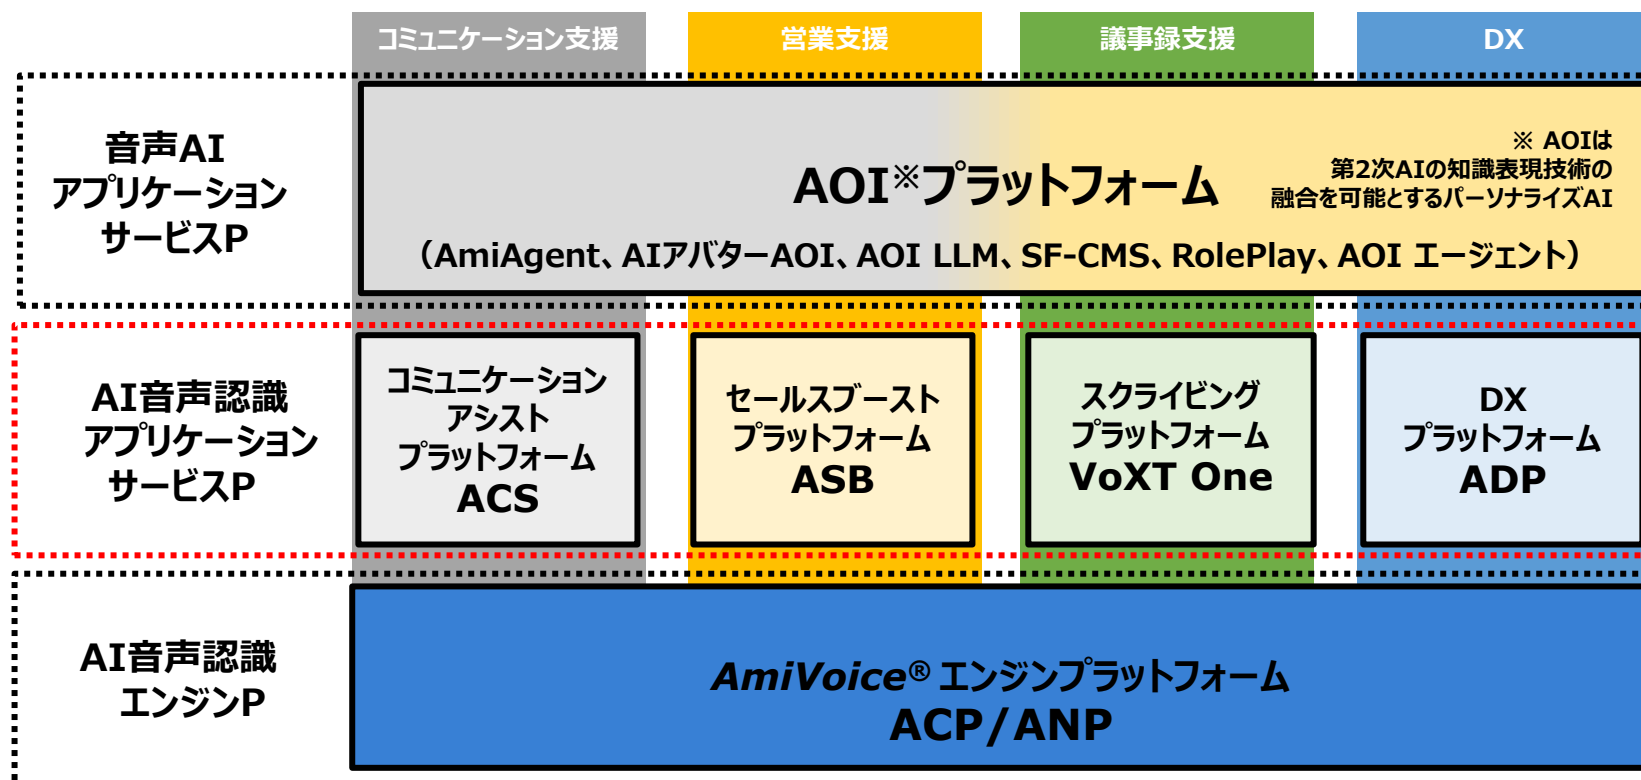 コミュニケーション支援
営業支援
議事録支援
DX
音声AI
アプリケーション
サービスP
AOI※プラットフォーム
※ AOIは
第2次AIの知識表現技術の
融合を可能とするパーソナライズAI
（AmiAgent、AIアバターAOI、AOI LLM、SF-CMS、RolePlay、AOI エージェント）
AI音声認識
アプリケーション
サービスP
コミュニケーション
アシスト
プラットフォーム
ACS
セールスブースト
プラットフォーム
ASB
スクライビング
プラットフォーム
VoXT One
DX
プラットフォーム
ADP
AI音声認識
エンジンP
AmiVoice® エンジンプラットフォーム
ACP/ANP